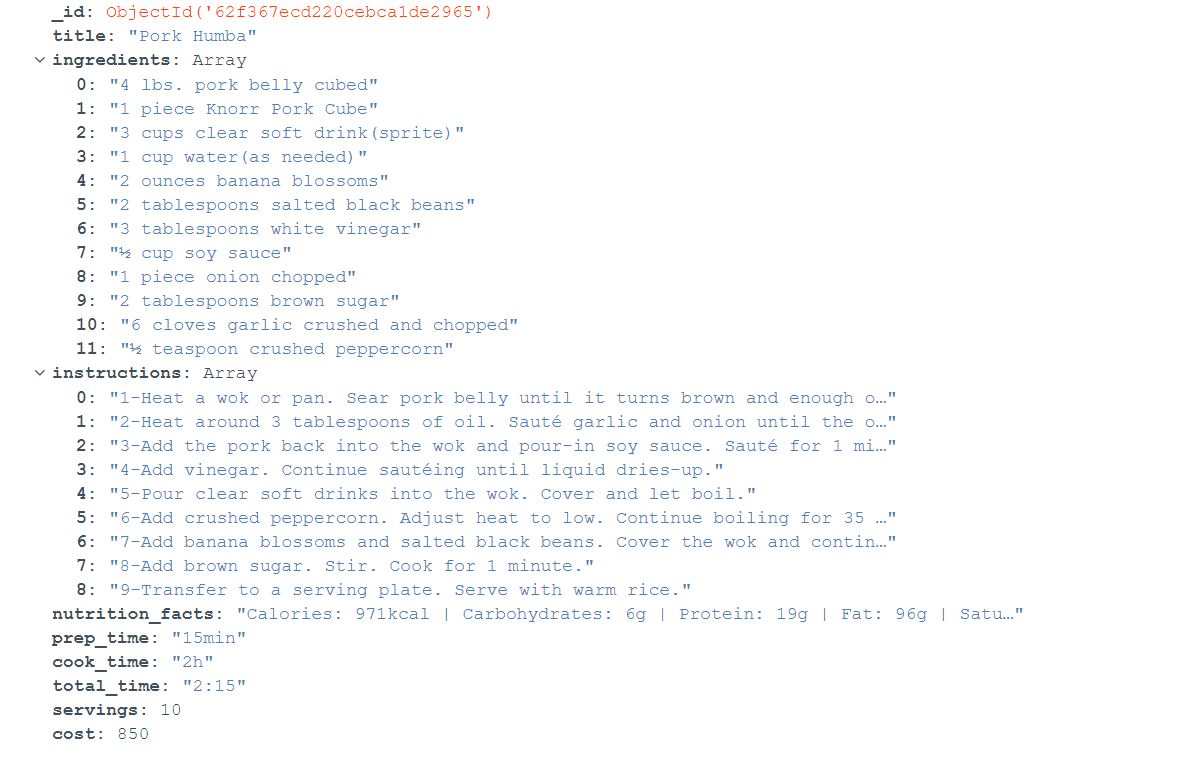 _id: ObjectId('62f367ecd220cebca1de2965')
title: "Pork Humba"
ingredients: Array
0: "4 lbs. pork belly cubed"
1: "1 piece Knorr Pork Cube"
2: "3 cups clear soft drink(sprite)"
3: "1 cup water(as needed)"
4: "2 ounces banana blossoms"
5: "2 tablespoons salted black beans"
6: "3 tablespoons white vinegar"
7: "½ cup soy sauce"
8: "1 piece onion chopped"
9: "2 tablespoons brown sugar"
10: "6 cloves garlic crushed and chopped"
11: "½ teaspoon crushed peppercorn"
instructions: Array
0: "1-Heat a wok or pan. Sear pork belly until it turns brown and enough o…"
1: "2-Heat around 3 tablespoons of oil. Sauté garlic and onion until the o…"
2: "3-Add the pork back into the wok and pour-in soy sauce. Sauté for 1 mi…"
3: "4-Add vinegar. Continue sautéing until liquid dries-up."
4: "5-Pour clear soft drinks into the wok. Cover and let boil."
5: "6-Add crushed peppercorn. Adjust heat to low. Continue boiling for 35 …"
6: "7-Add banana blossoms and salted black beans. Cover the wok and contin…"
7: "8-Add brown sugar. Stir. Cook for 1 minute."
8: "9-Transfer to a serving plate. Serve with warm rice."
nutrition_facts: "Calories: 971kcal | Carbohydrates: 6g | Protein: 19g | Fat: 96g | Satu…"
prep_time: "15min"
cook_time: "2h"
total_time: "2:15"
servings: 10
cost: 850